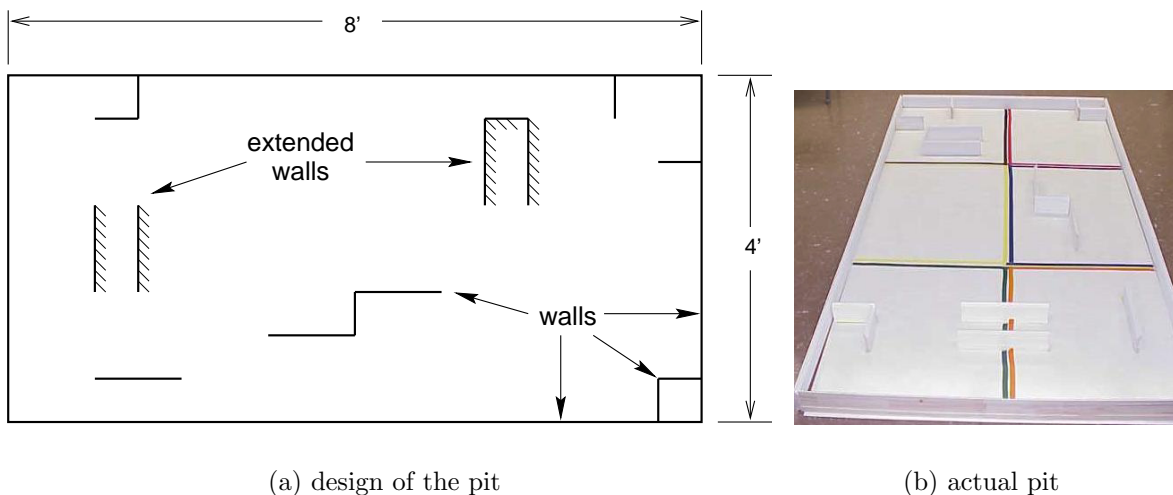 8’
extended
walls
4’
walls
(a) design of the pit
(b) actual pit